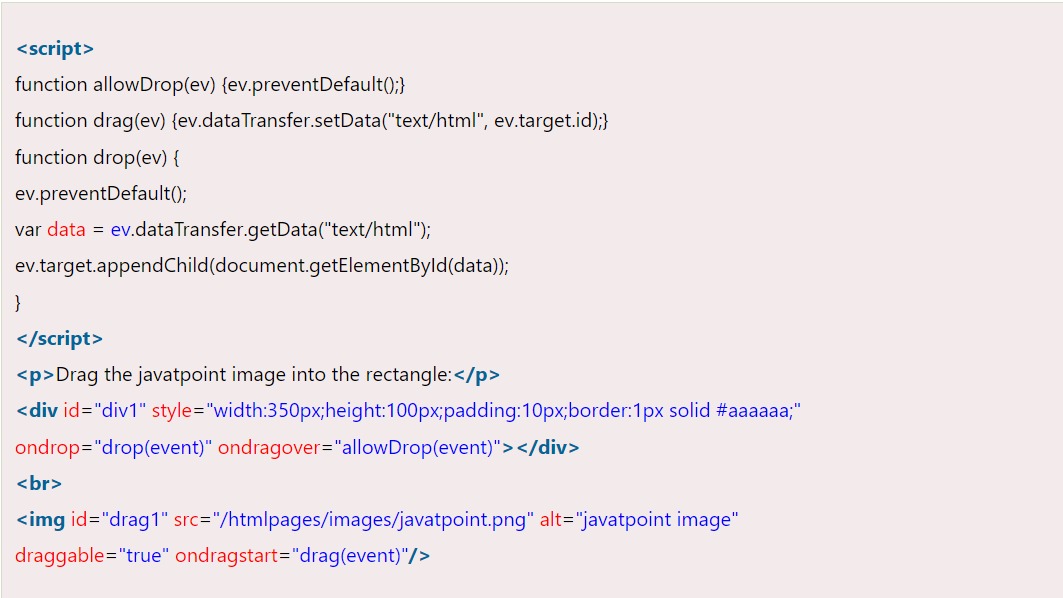 <script>
function allowDrop(ev) {ev.preventDefault();}
function drag(ev) {ev.dataTransfer.setData("text/html", ev.target.id);}
function drop(ev) {
ev.preventDefault();
var data = ev.dataTransfer.getData("text/html");
ev.target.appendChild(document.getElementById(data));
}
</script>
<p>Drag the javatpoint image into the rectangle:</p>
<div id="div1" style="width:350px;height:100px;padding:10px;border:1px solid #aaaaaa;"
ondrop="drop(event)" ondragover="allowDrop(event)"></div>
<br>
<img id="drag1" src="/htmlpages/images/javatpoint.png" alt="javatpoint image"
draggable="true" ondragstart="drag(event)"/>